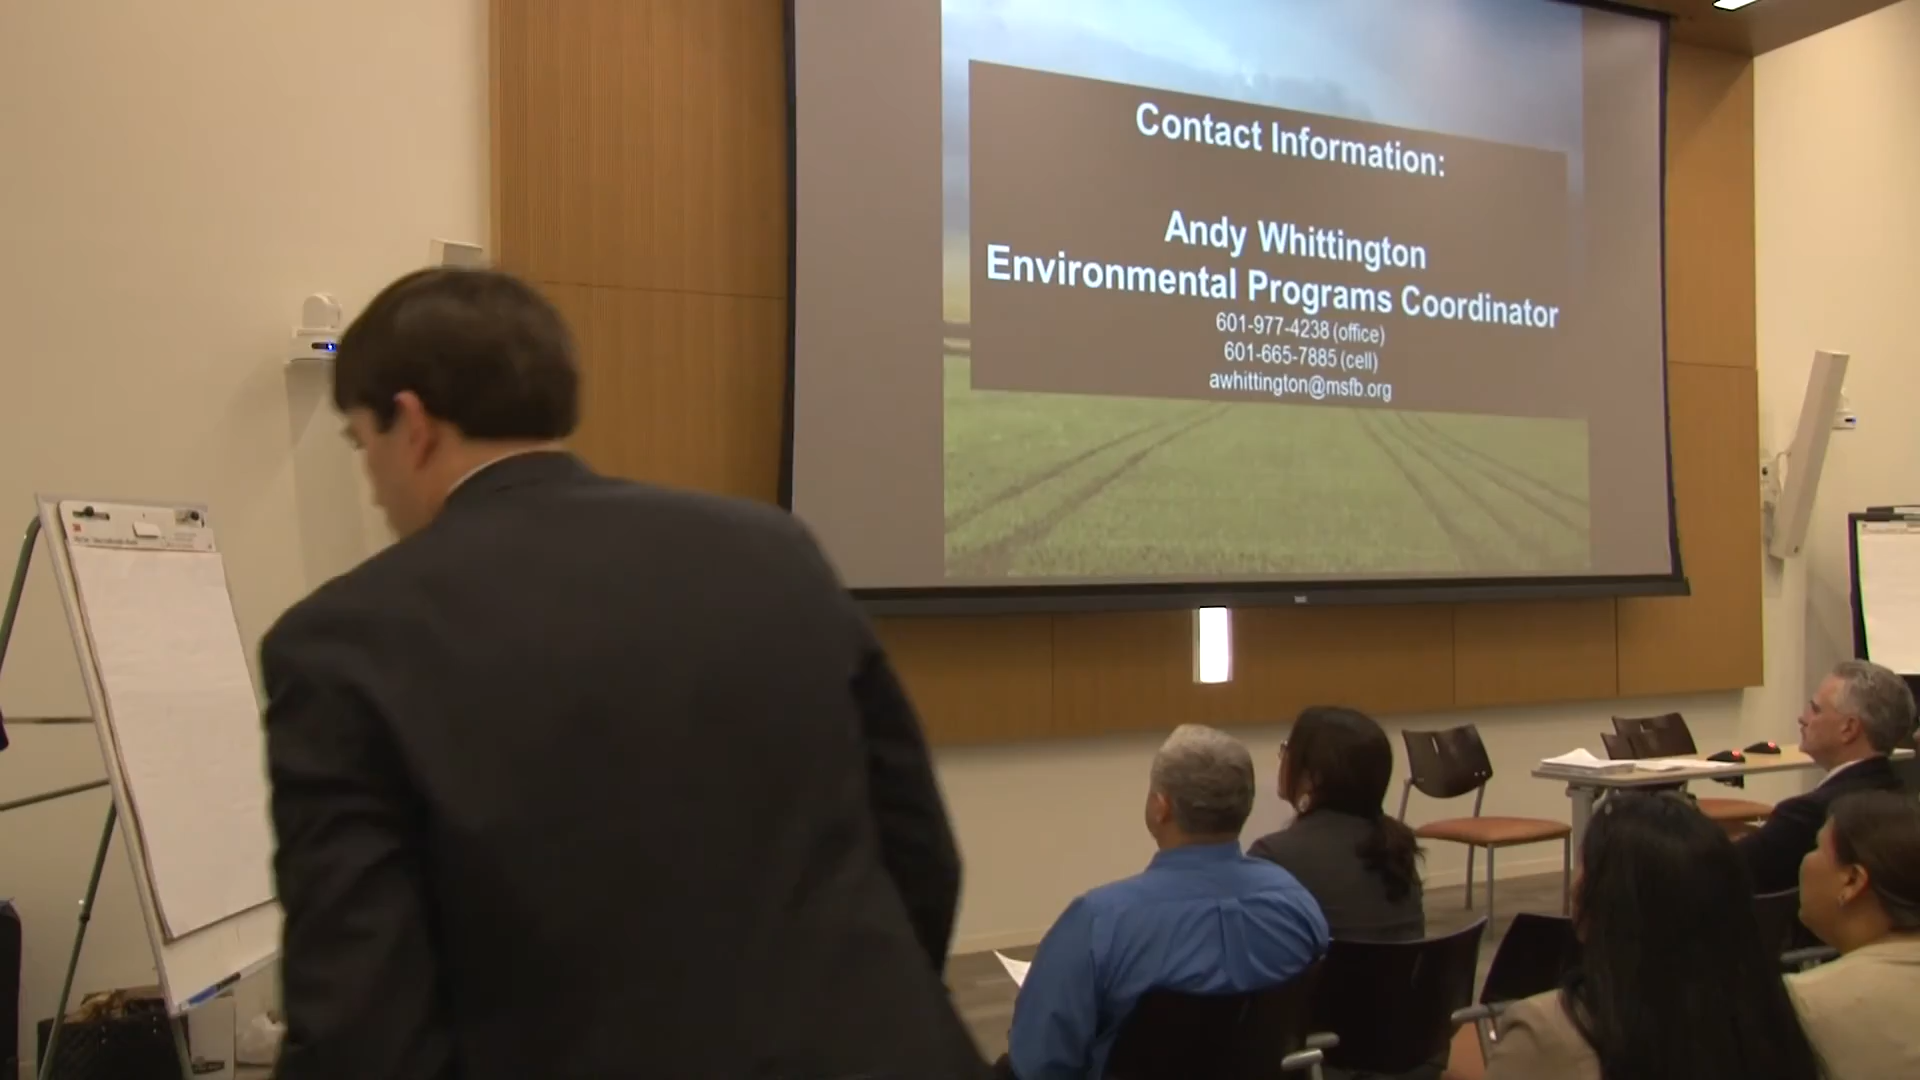 Contact Information:
Andy Whittington
Environmental Programs Coordinator
601-977-4238 (office)
601-665-7885 (cell)
awhittington@msfb.org